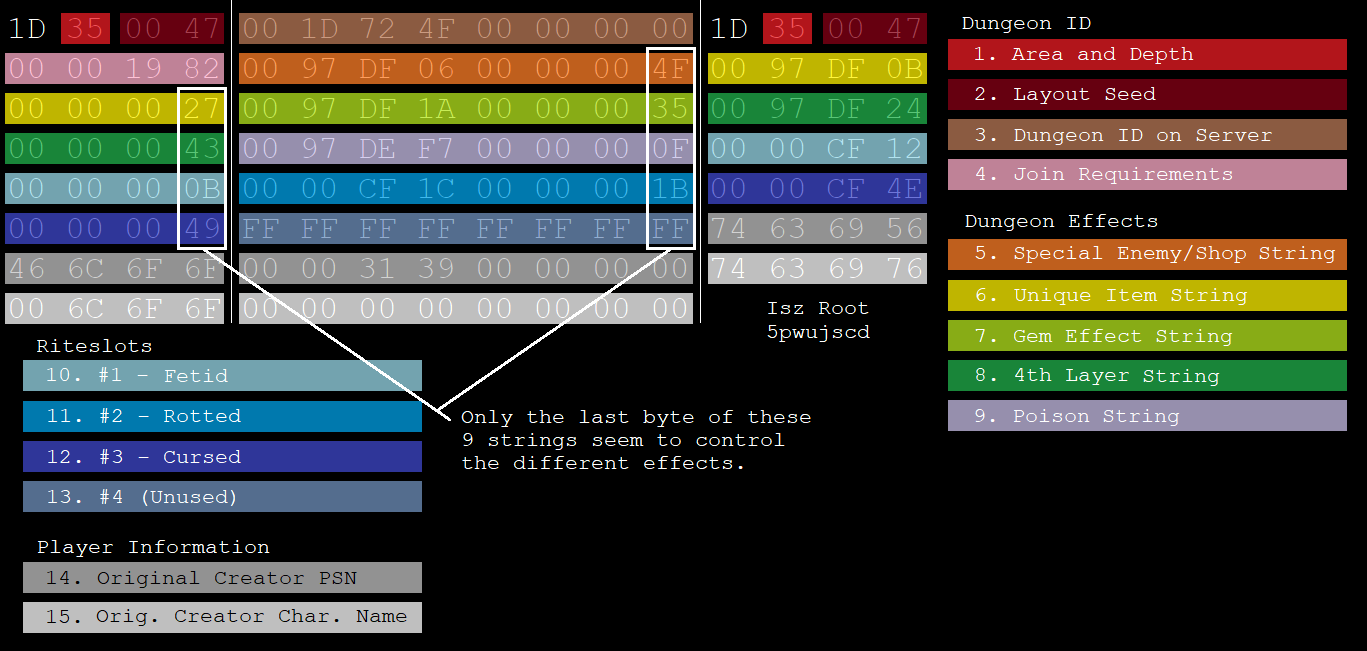 1D 35 00 47 00 1D 72 4F 00 00 00 00 1D 35 00 47
00 00 19 82 00 97 DF 06 00 00 00 4F 00 97 DF 0B
00 00 00 27 00 97 DF 1A 00 00 00 35 00 97 DF 24
00 00 00 43 00 97 DE F7 00 00 00 0F 00 00 CF 12
00 00 00 0B 00 00 CF 1C 00 00 00 1B 00 00 CF 4E
00 00 00 49 FF FF FF FF FF FF FF FF 74 63 69 56
46 6C 6F 6F 00 00 31 39 00 00 00 00 74 63 69 76
00 6C 6F 6F 00 00 00 00 00 00 00 00
Isz Root
5pwujscd
Dungeon ID
1. Area and Depth
2. Layout Seed
3. Dungeon ID on Server
4. Join Requirements
Dungeon Effects
5. Special Enemy/Shop String
6. Unique Item String
7. Gem Effect String
8. 4th Layer String
9. Poison String
Riteslots
10. #1 - Fetid
11. #2 - Rotted
12. #3 - Cursed
13. #4 (Unused)
Only the last byte of these
9 strings seem to control
the different effects.
Player Information
14. Original Creator PSN
15. Orig. Creator Char. Name